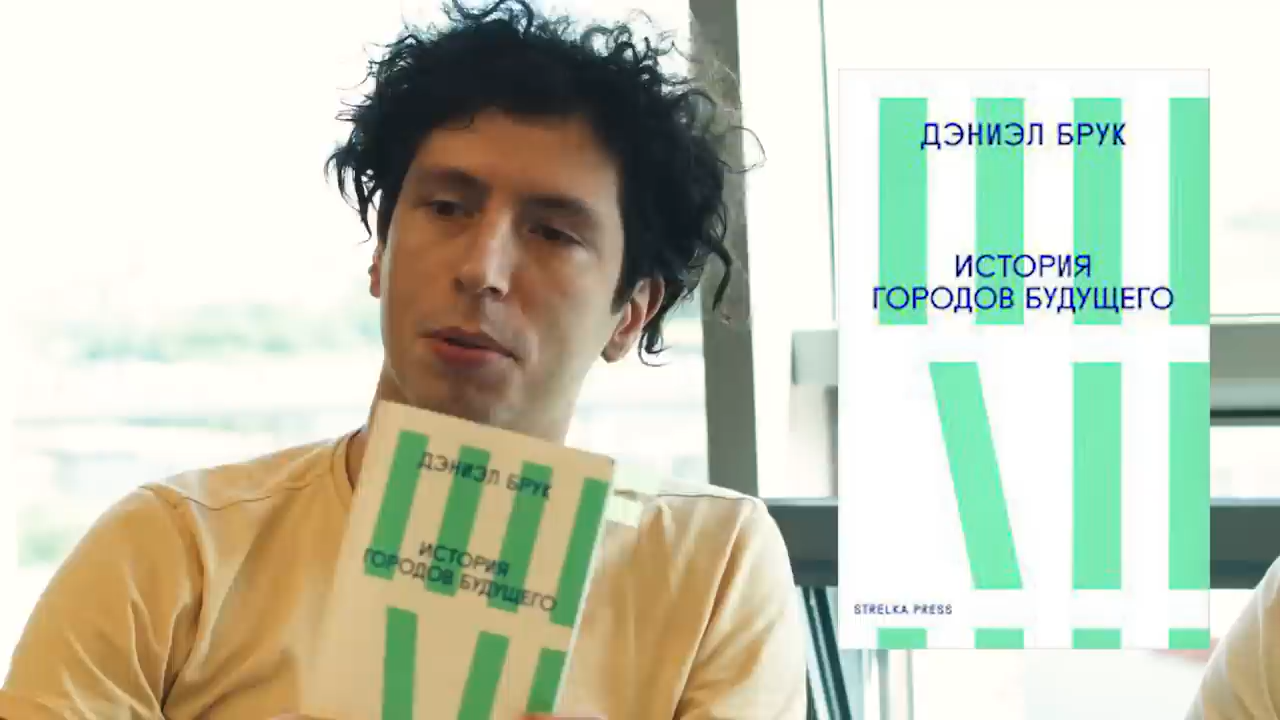 ДЭНИЭЛ БРУК
ИСТОРИЯ
ГОРОДОВ БУДУЩЕГО
ДЭНИЭЛ БРУК
ИСТОРИЯ
ГОРОДОВ БУДУЩЕГО
STRELKA PRESS